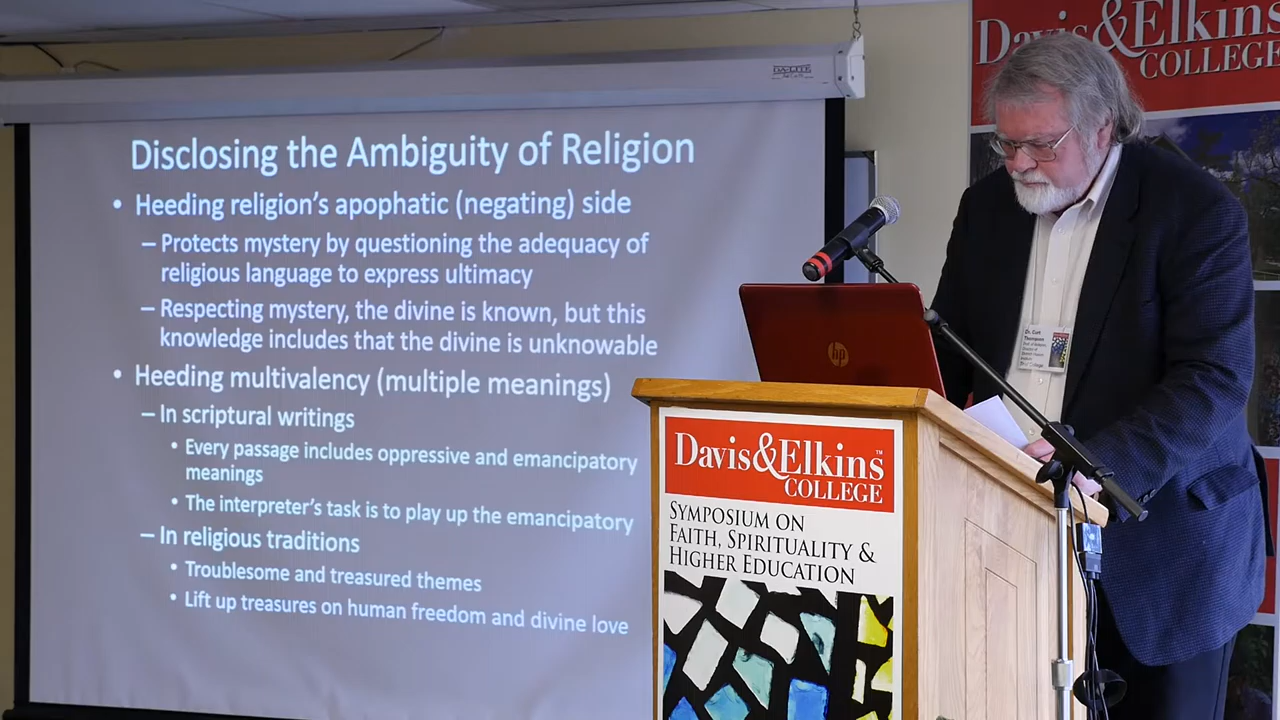 DA-LITE
Disclosing the Ambiguity of Religion
• Heeding religion's apophatic (negating) side
– Protects mystery by questioning the adequacy of
religious language to express ultimacy
– Respecting mystery, the divine is known, but this
knowledge includes that the divine is unknowable
• Heeding multivalency (multiple meanings)
– In scriptural writings
• Every passage includes oppressive and emancipatory
meanings
• The interpreter's task is to play up the emancipatory
– In religious traditions
• Troublesome and treasured themes
• Lift up treasures on human freedom and divine love
Davis&Elkins
COLLEGE
hp
Dr. Curt
Thompson
Davis&Elkins™
COLLEGE
SYMPOSIUM ON
FAITH, SPIRITUALITY &
HIGHER EDUCATION